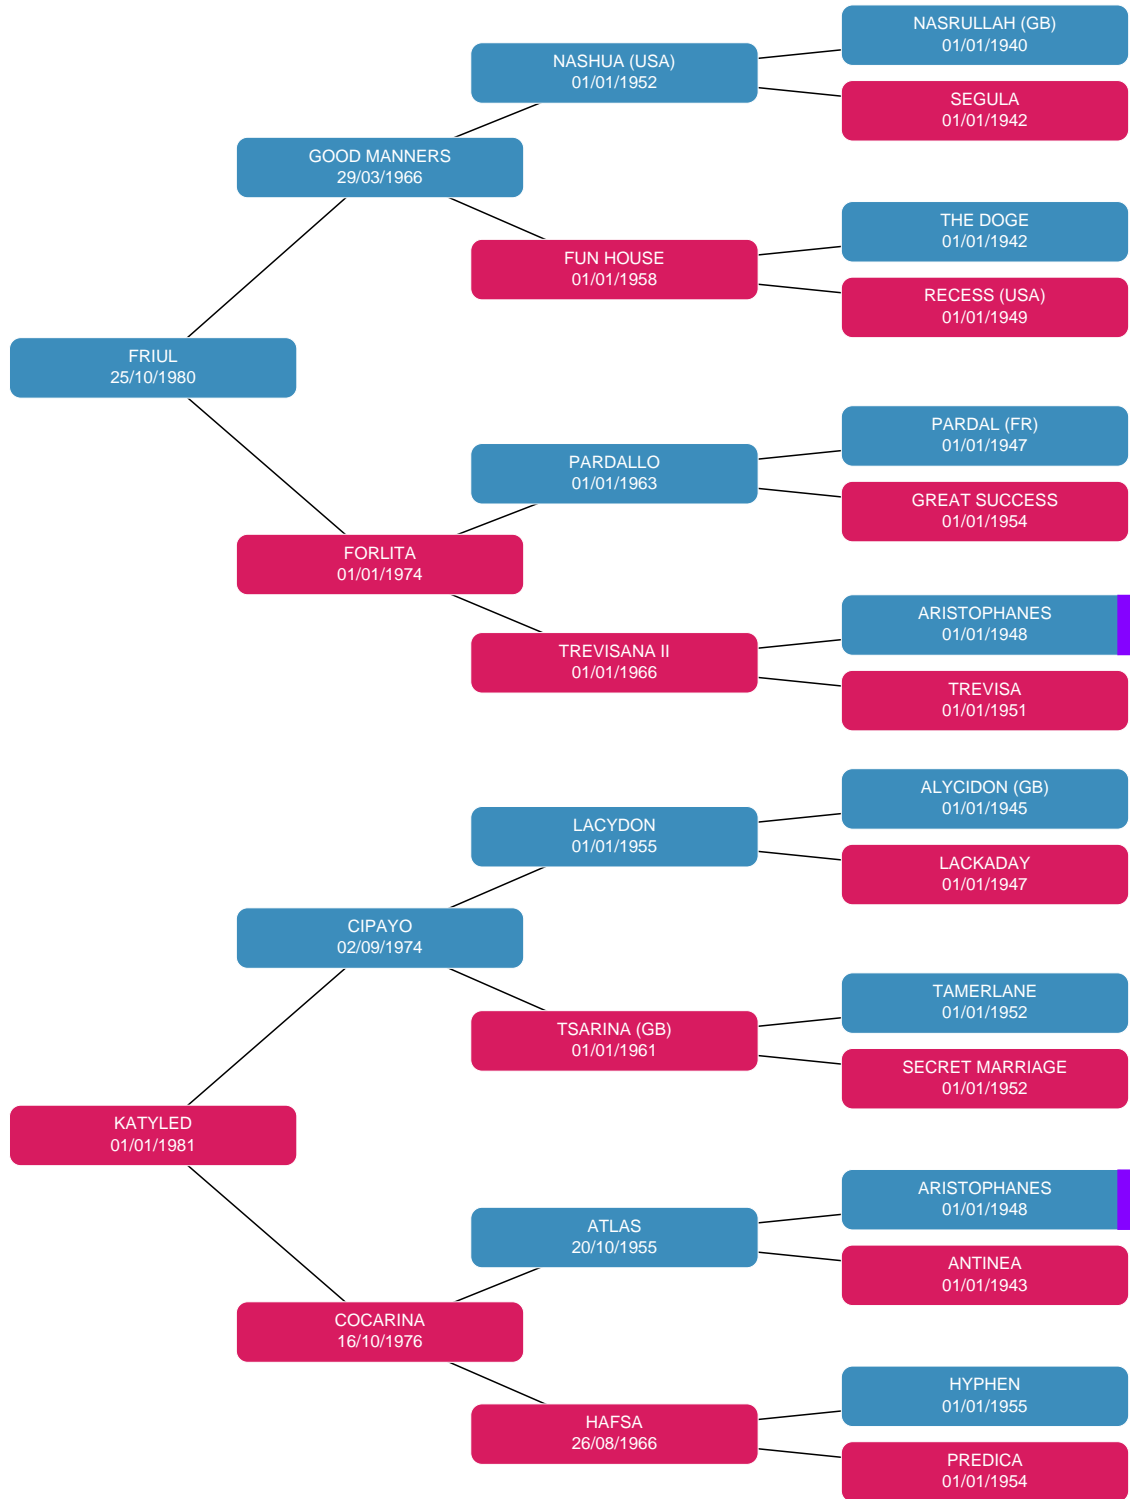 NASRULLAH (GB)
01/01/1940
NASHUA (USA)
01/01/1952
SEGULA
01/01/1942
GOOD MANNERS
29/03/1966
THE DOGE
01/01/1942
FUN HOUSE
01/01/1958
RECESS (USA)
01/01/1949
FRIUL
25/10/1980
PARDAL (FR)
01/01/1947
PARDALLO
01/01/1963
GREAT SUCCESS
01/01/1954
FORLITA
01/01/1974
ARISTOPHANES
01/01/1948
TREVISANA II
01/01/1966
TREVISA
01/01/1951
ALYCIDON (GB)
01/01/1945
LACYDON
01/01/1955
LACKADAY
01/01/1947
CIPAYO
02/09/1974
TAMERLANE
01/01/1952
TSARINA (GB)
01/01/1961
SECRET MARRIAGE
01/01/1952
KATYLED
01/01/1981
ARISTOPHANES
01/01/1948
ATLAS
20/10/1955
ANTINEA
01/01/1943
COCARINA
16/10/1976
HYPHEN
01/01/1955
HAFSA
26/08/1966
PREDICA
01/01/1954